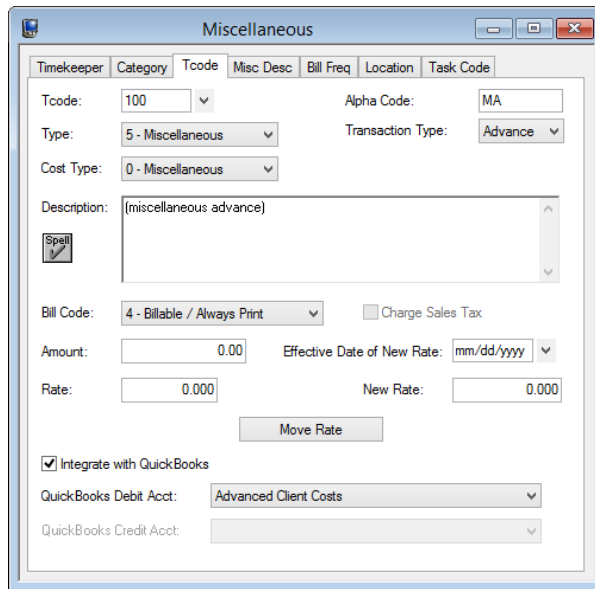 Miscellaneous
Timekeeper Category Tcode Misc Desc Bill Freq Location Task Code
Tcode: 100 Alpha Code: MA
Type: 5 - Miscellaneous Transaction Type: Advance
Cost Type: 0 - Miscellaneous
Description: (miscellaneous advance)
Spell
Bill Code: 4 - Billable / Always Print Charge Sales Tax
Amount: 0.00 Effective Date of New Rate: mm/dd/yyyy
Rate: 0.000 New Rate: 0.000
Move Rate
Integrate with QuickBooks
QuickBooks Debit Acct: Advanced Client Costs
QuickBooks Credit Acct: